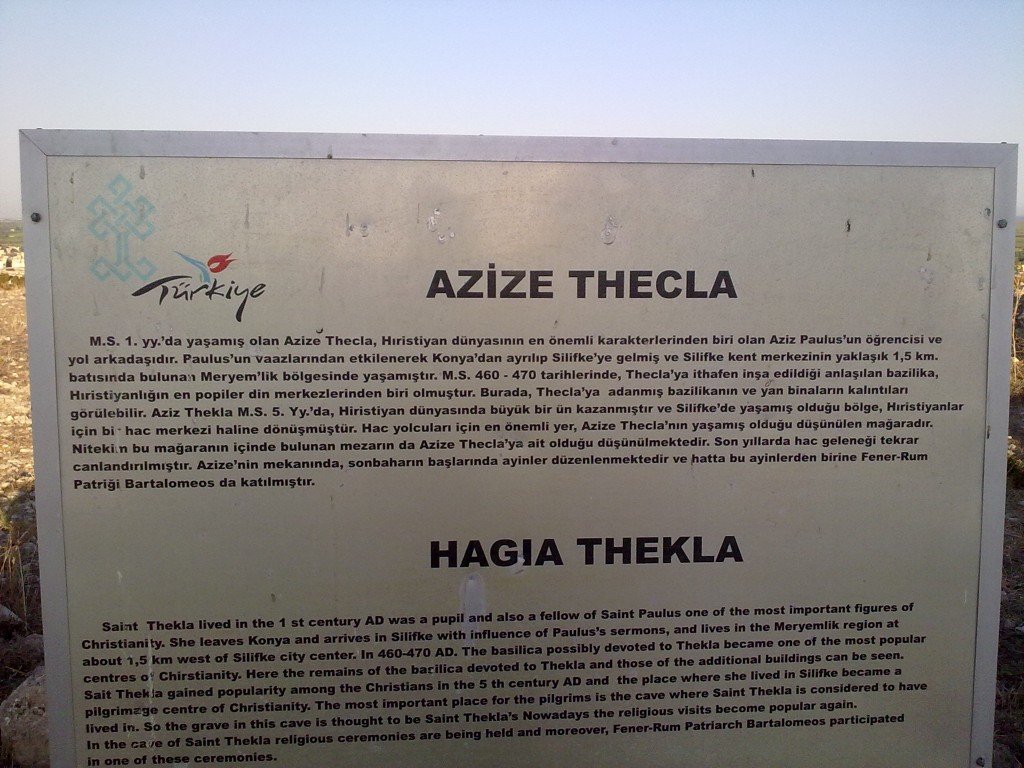 Türkiye
AZİZE THECLA
M.S. 1. yy.'da yaşamış olan Azize Thecla, Hıristiyan dünyasının en önemli karakterlerinden biri olan Aziz Paulus'un öğrencisi ve
yol arkadaşıdır. Paulus'un vaazlarından etkilenerek Konya'dan ayrılıp Silifke'ye gelmiş ve Silifke kent merkezinin yaklaşık 1,5 km.
batısında bulunan Meryem'lik bölgesinde yaşamıştır. M.S. 460 - 470 tarihlerinde, Thecla'ya ithafen inşa edildiği anlaşılan bazilika,
Hıristiyanlığın en popiler din merkezlerinden biri olmuştur. Burada, Thecla'ya adanmış bazilikanın ve yan binaların kalıntıları
görülebilir. Aziz Thekla M.S. 5. Yy.'da, Hiristiyan dünyasında büyük bir ün kazanmıştır ve Silifke'de yaşamış olduğu bölge, Hıristiyanlar
için bir hac merkezi haline dönüşmüştür. Hac yolcuları için en önemli yer, Azize Thecla'nın yaşamış olduğu düşünülen mağaradır.
Nitekim bu mağaranın içinde bulunan mezarın da Azize Thecla'ya ait olduğu düşünülmektedir. Son yıllarda hac geleneği tekrar
canlandırılmıştır. Azize'nin mekanında, sonbaharın başlarında ayinler düzenlenmektedir ve hatta bu ayinlerden birine Fener-Rum
Patriği Bartalomeos da katılmıştır.
HAGIA THEKLA
Saint Thekla lived in the 1 st century AD was a pupil and also a fellow of Saint Paulus one of the most important figures of
Christianity. She leaves Konya and arrives in Silifke with influence of Paulus's sermons, and lives in the Meryemlik region at
about 1,5 km west of Silifke city center. In 460-470 AD. The basilica possibly devoted to Thekla became one of the most popular
centres of Chirstianity. Here the remains of the bacilica devoted to Thekla and those of the additional buildings can be seen.
Sait Thekla gained popularity among the Christians in the 5 th century AD and the place where she lived in Silifke became a
pilgrimage centre of Christianity. The most important place for the pilgrims is the cave where Saint Thekla is considered to have
lived in. So the grave in this cave is thought to be Saint Thekla's Nowadays the religious visits become popular again.
In the cave of Saint Thekla religious ceremonies are being held and moreover, Fener-Rum Patriarch Bartalomeos participated
in one of these ceremonies.